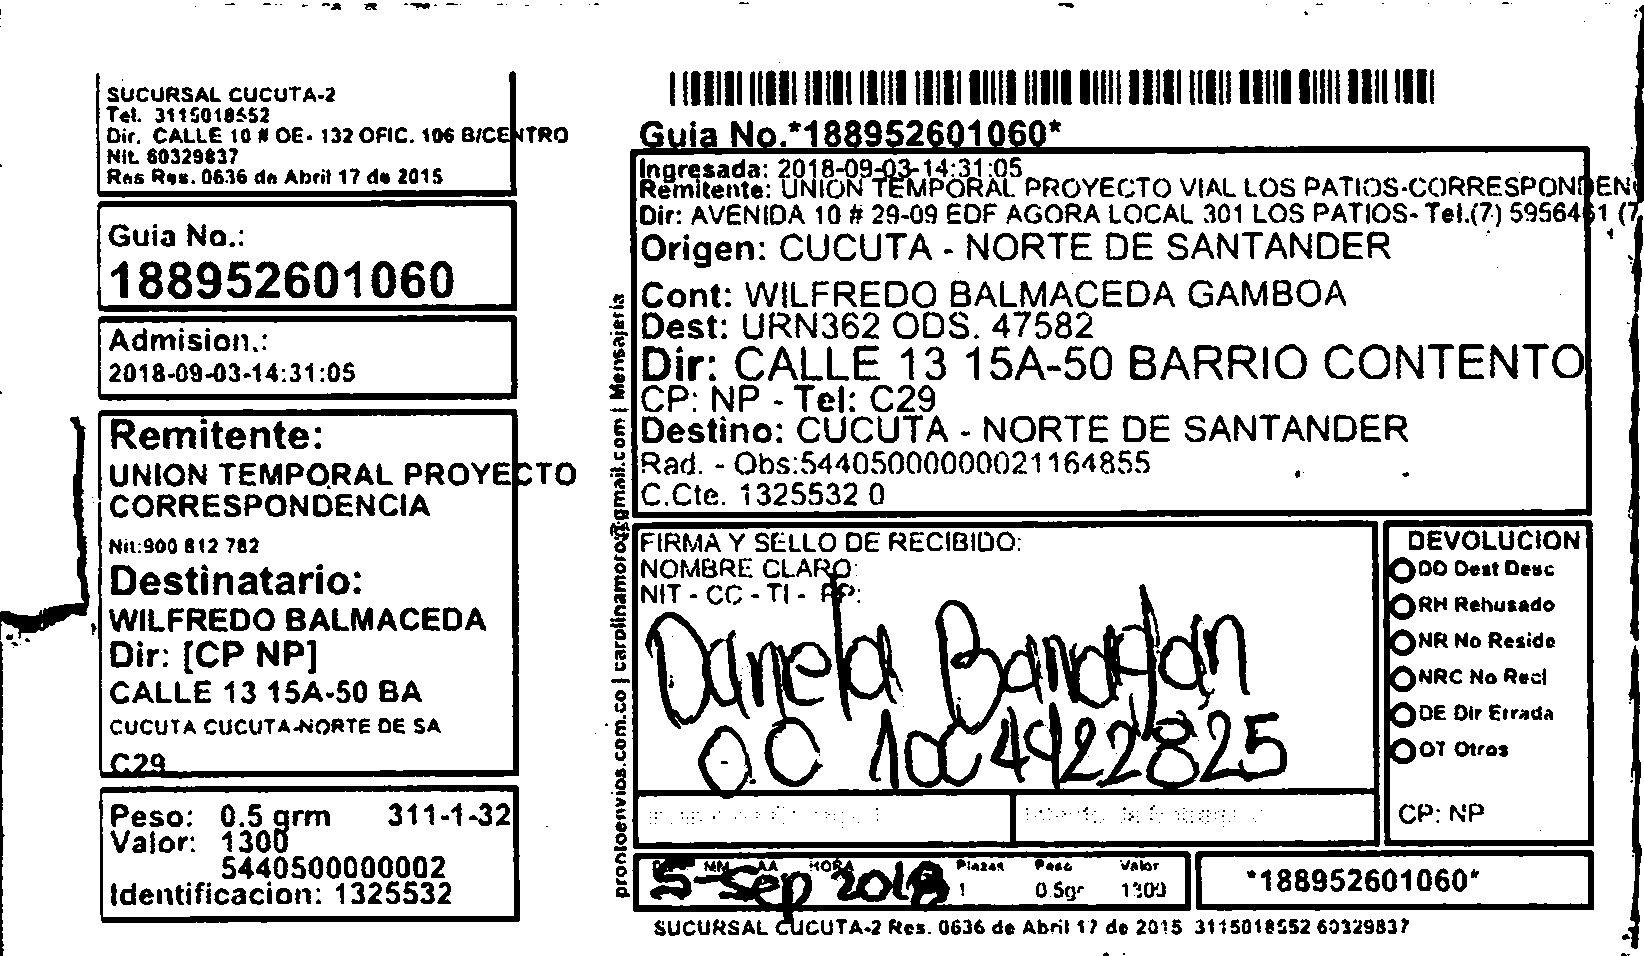 SUCURSAL CUCUTA-2
Tel. 3115018552
Dir. CALLE 10 # OE- 132 OFIC. 106 B/CENTRO
Nit. 60329837
Res Res. 0636 de Abril 17 de 2015
Guia No.:
188952601060
Admision.:
2018-09-03-14:31:05
Remitente:
UNION TEMPORAL PROYECTO
CORRESPONDENCIA
Nit:900 812 782
Destinatario:
WILFREDO BALMACEDA
Dir: [CP NP]
CALLE 13 15A-50 BA
CUCUTA CUCUTA-NORTE DE SA
C29
Peso: 0.5 grm 311-1-32
Valor: 1300
5440500000002
Identificacion: 1325532
prontoenvios.com.co | carolinamoro@gmail.com | Mensajeria
Guia No.*188952601060*
Ingresada: 2018-09-03-14:31:05
Remitente: UNION TEMPORAL PROYECTO VIAL LOS PATIOS-CORRESPONDEN
Dir: AVENIDA 10 # 29-09 EDF AGORA LOCAL 301 LOS PATIOS- Tel.(7) 5956461 (7
Origen: CUCUTA - NORTE DE SANTANDER
Cont: WILFREDO BALMACEDA GAMBOA
Dest: URN362 ODS. 47582
Dir: CALLE 13 15A-50 BARRIO CONTENTO
CP: NP - Tel: C29
Destino: CUCUTA - NORTE DE SANTANDER
Rad. - Obs:54405000000021164855
C.Cte. 1325532 0
FIRMA Y SELLO DE RECIBIDO:
NOMBRE CLARO:
NIT - CC - TI - PP:
Daniela
CC 1004922825
DEVOLUCION
DD Dest Desc
RH Rehusado
NR No Reside
NRC No Recl
DE Dir Errada
OT Otros
CP: NP
MM AA HORA Piezas Peso Valor
5-Sep 2018 1 0.5gr 1300
*188952601060*
SUCURSAL CUCUTA-2 Res. 0636 de Abril 17 de 2015 3115018552 60329837